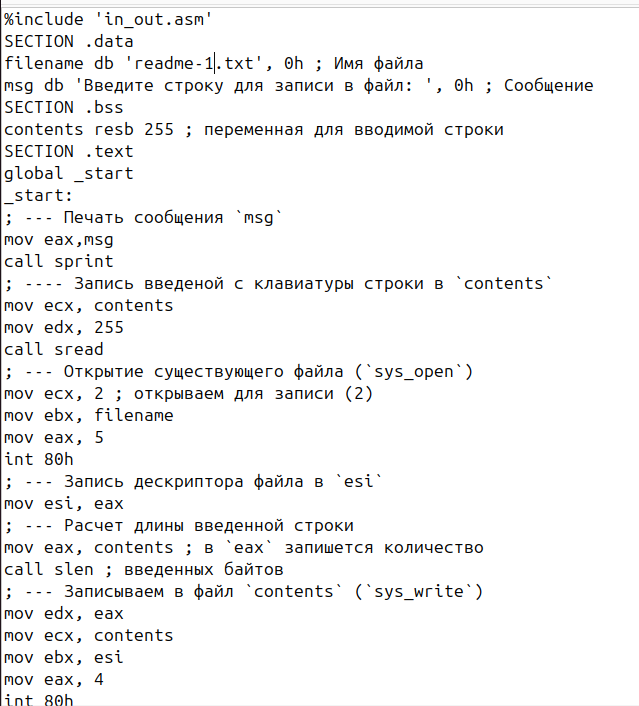 %include 'in_out.asm'
SECTION .data
filename db 'readme-1.txt', 0h ; Имя файла
msg db 'Введите строку для записи в файл: ', 0h ; Сообщение
SECTION .bss
contents resb 255 ; переменная для вводимой строки
SECTION .text
global _start
_start:
; --- Печать сообщения `msg`
mov eax,msg
call sprint
; ---- Запись введеной с клавиатуры строки в `contents`
mov ecx, contents
mov edx, 255
call sread
; --- Открытие существующего файла (`sys_open`)
mov ecx, 2 ; открываем для записи (2)
mov ebx, filename
mov eax, 5
int 80h
; --- Запись дескриптора файла в `esi`
mov esi, eax
; --- Расчет длины введенной строки
mov eax, contents ; в `eax` запишется количество
call slen ; введенных байтов
; --- Записываем в файл `contents` (`sys_write`)
mov edx, eax
mov ecx, contents
mov ebx, esi
mov eax, 4
int 80h